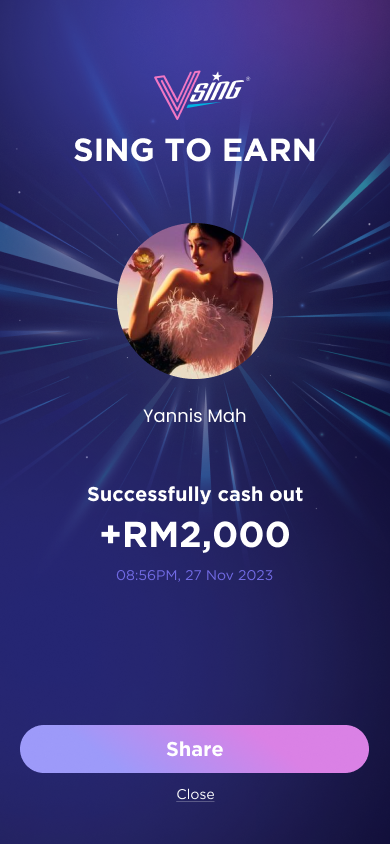 Vsing®
SING TO EARN
Yannis Mah
Successfully cash out
+RM2,000
08:56PM, 27 Nov 2023
Share
Close